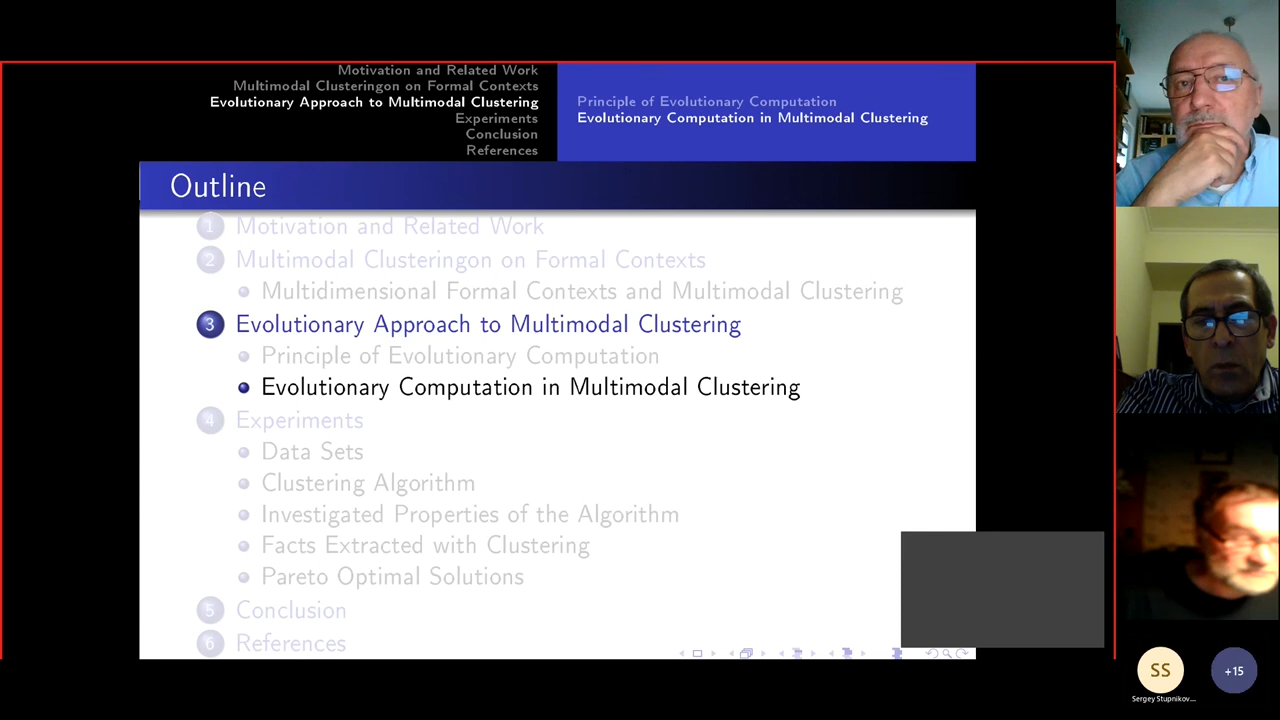 Motivation and Related Work
Multimodal Clusteringon on Formal Contexts
Evolutionary Approach to Multimodal Clustering
Experiments
Conclusion
References
Principle of Evolutionary Computation
Evolutionary Computation in Multimodal Clustering
Outline
1 Motivation and Related Work
2 Multimodal Clusteringon on Formal Contexts
Multidimensional Formal Contexts and Multimodal Clustering
3 Evolutionary Approach to Multimodal Clustering
Principle of Evolutionary Computation
Evolutionary Computation in Multimodal Clustering
4 Experiments
Data Sets
Clustering Algorithm
Investigated Properties of the Algorithm
Facts Extracted with Clustering
Pareto Optimal Solutions
5 Conclusion
6 References
SS
Sergey Stupnikov...
+15